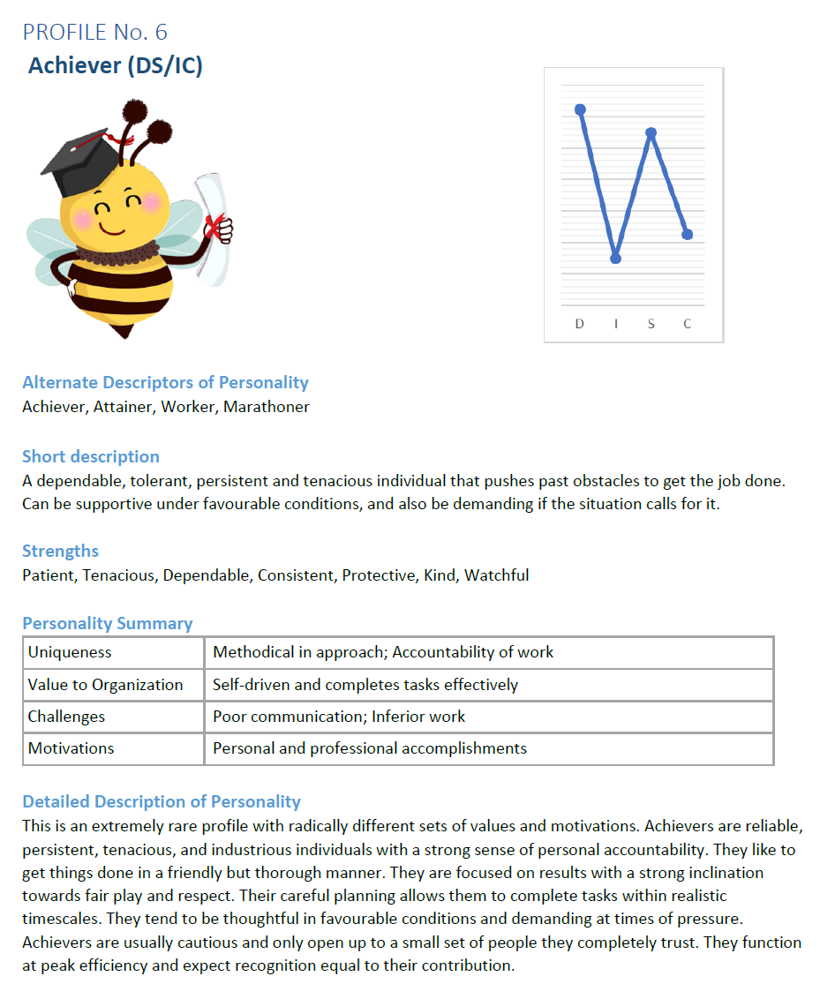 PROFILE No. 6
Achiever (DS/IC)
D I S C
Alternate Descriptors of Personality
Achiever, Attainer, Worker, Marathoner
Short description
A dependable, tolerant, persistent and tenacious individual that pushes past obstacles to get the job done.
Can be supportive under favourable conditions, and also be demanding if the situation calls for it.
Strengths
Patient, Tenacious, Dependable, Consistent, Protective, Kind, Watchful
Personality Summary
Uniqueness Methodical in approach; Accountability of work
Value to Organization Self-driven and completes tasks effectively
Challenges Poor communication; Inferior work
Motivations Personal and professional accomplishments
Detailed Description of Personality
This is an extremely rare profile with radically different sets of values and motivations. Achievers are reliable,
persistent, tenacious, and industrious individuals with a strong sense of personal accountability. They like to
get things done in a friendly but thorough manner. They are focused on results with a strong inclination
towards fair play and respect. Their careful planning allows them to complete tasks within realistic
timescales. They tend to be thoughtful in favourable conditions and demanding at times of pressure.
Achievers are usually cautious and only open up to a small set of people they completely trust. They function
at peak efficiency and expect recognition equal to their contribution.